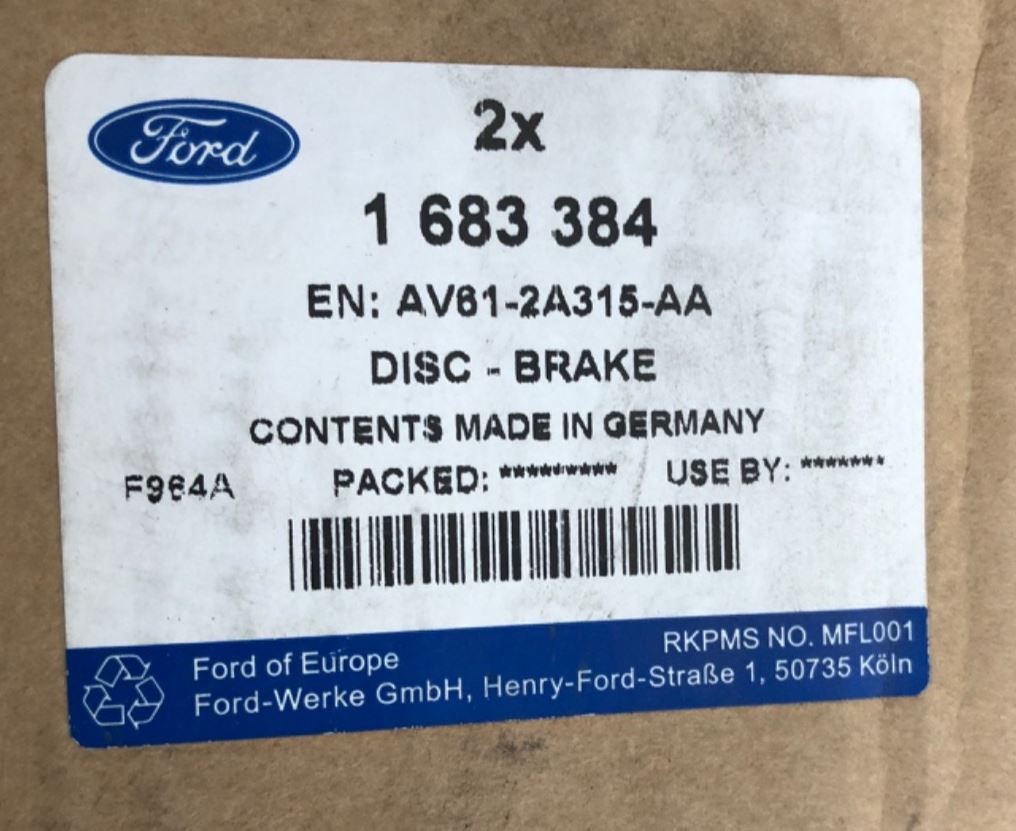 Ford
2x
1 683 384
EN: AV61-2A315-AA
DISC - BRAKE
CONTENTS MADE IN GERMANY
F964A PACKED: ********** USE BY: *******
RKPMS NO. MFL001
Ford of Europe
Ford-Werke GmbH, Henry-Ford-Straße 1, 50735 Köln